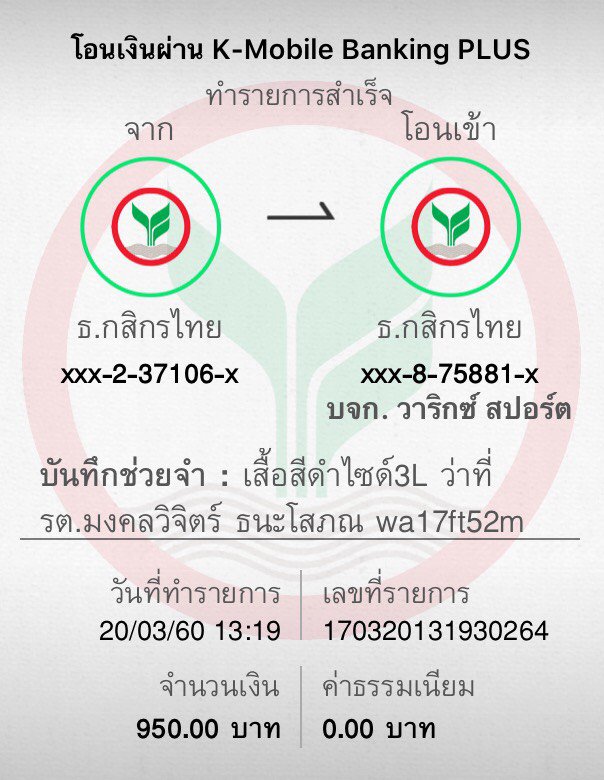 โอนเงินผ่าน K-Mobile Banking PLUS
ทำรายการสำเร็จ
จาก
โอนเข้า
ธ.กสิกรไทย
ธ.กสิกรไทย
xxx-2-37106-x
xxx-8-75881-x
บจก. วาริกซ์ สปอร์ต
บันทึกช่วยจำ : เสื้อสีดำไซด์3L ว่าที่
รต.มงคลวิจิตร์ ธนะโสภณ wa17ft52m
วันที่ทำรายการ
เลขที่รายการ
20/03/60 13:19
170320131930264
จำนวนเงิน
ค่าธรรมเนียม
950.00 บาท
0.00 บาท